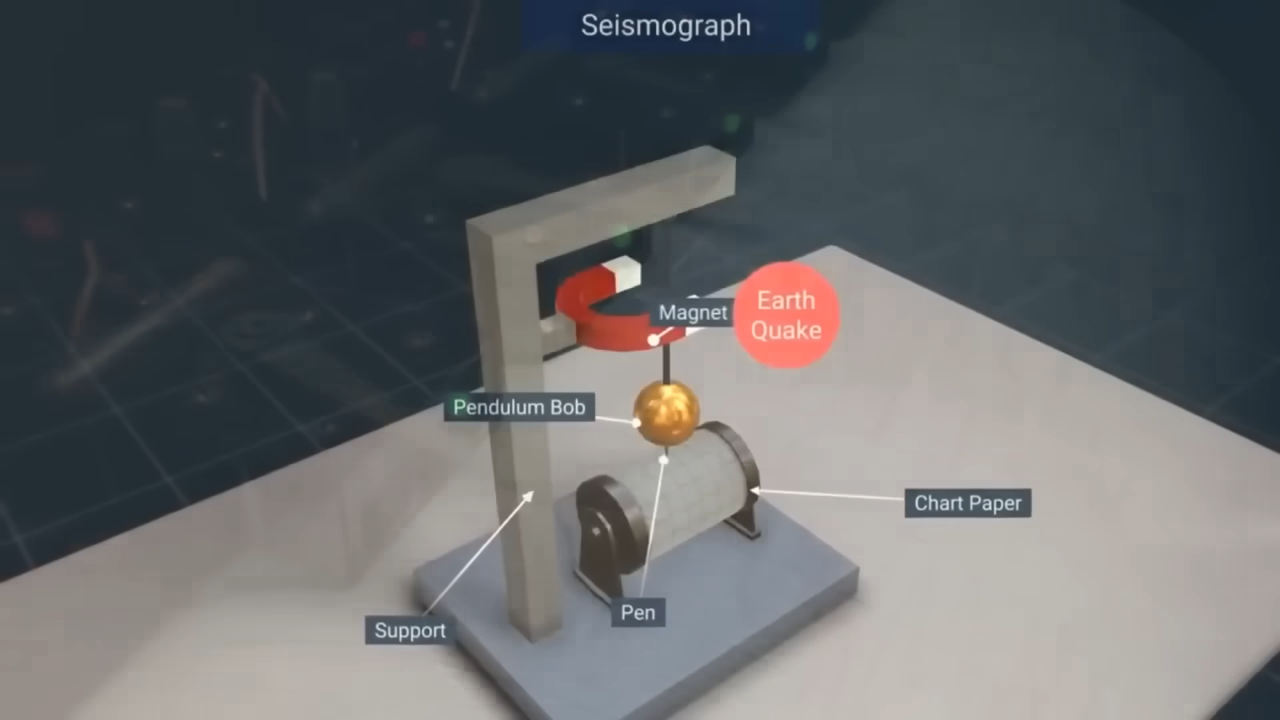 Seismograph
Earth
Quake
Magnet
Pendulum Bob
Chart Paper
Pen
Support